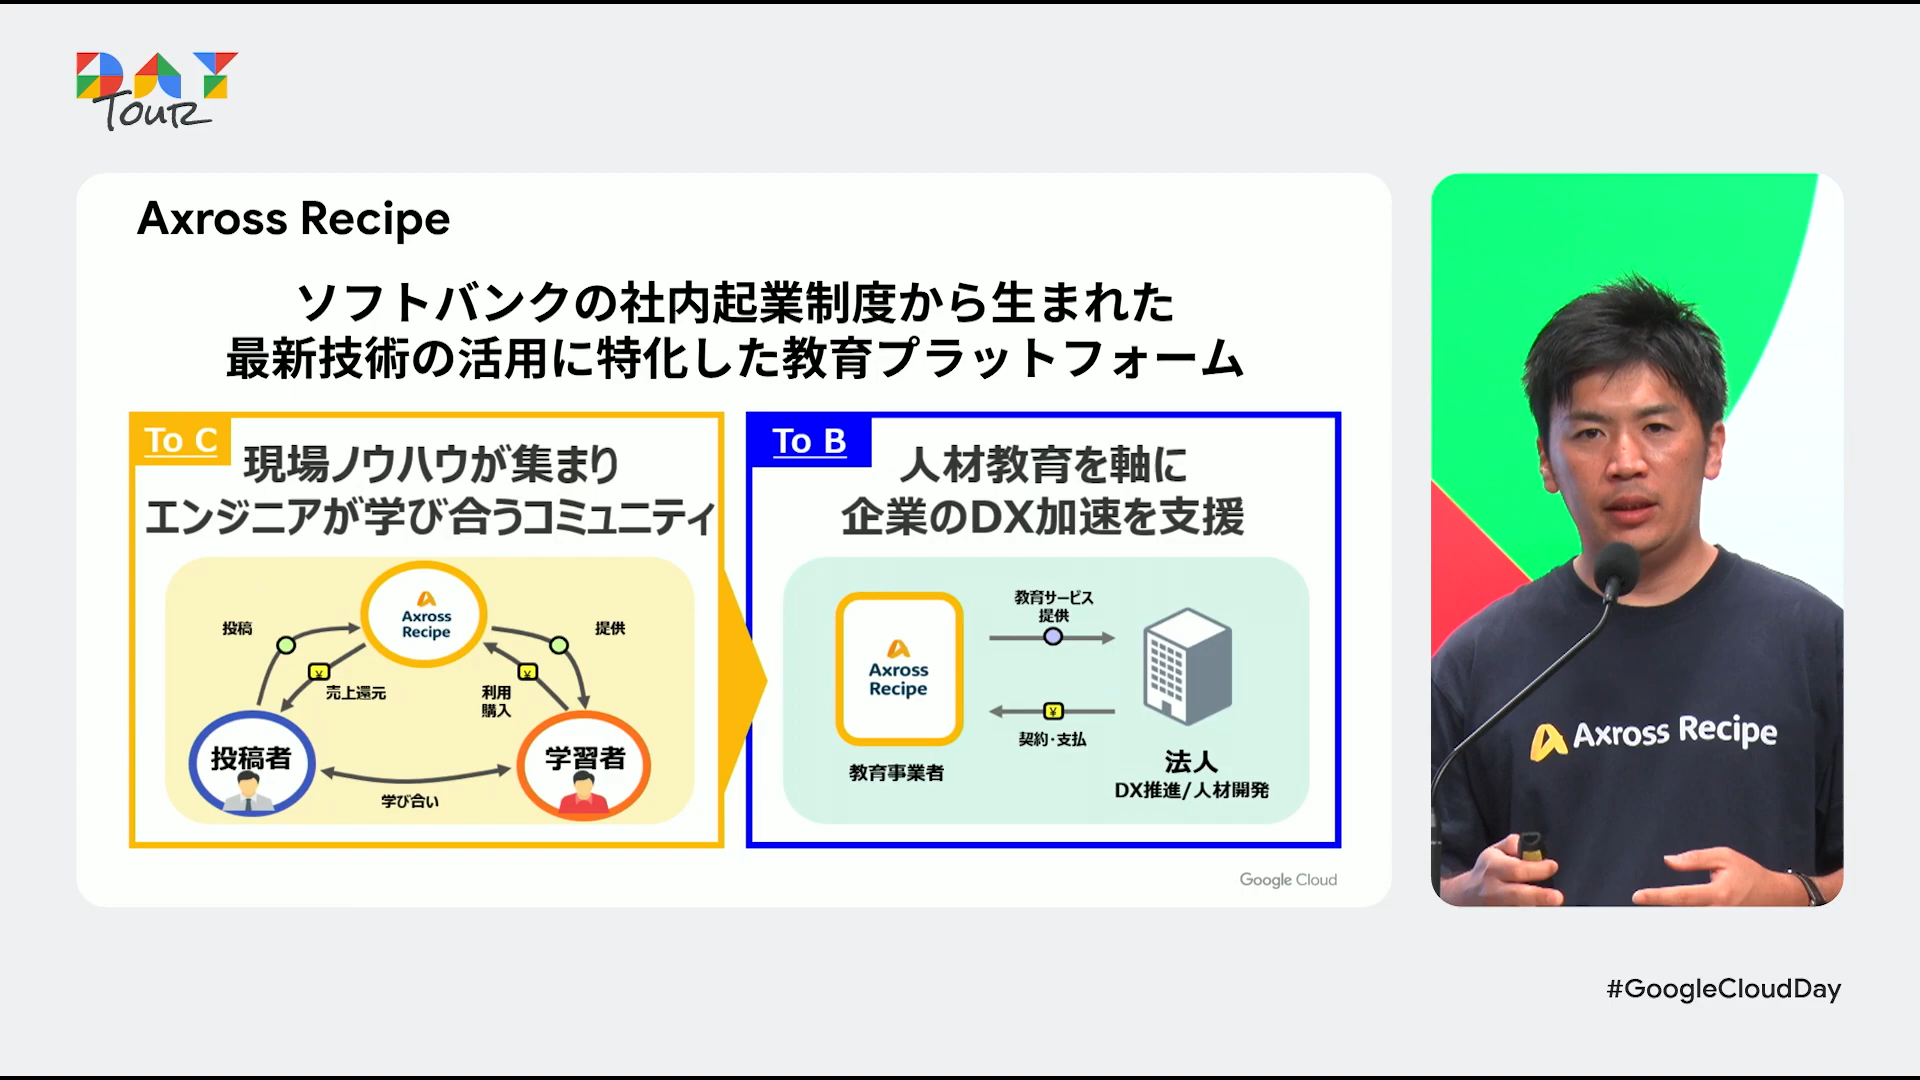 DAY
Tour
Axross Recipe
ソフトバンクの社内起業制度から生まれた
最新技術の活用に特化した教育プラットフォーム
To C
現場ノウハウが集まり
エンジニアが学び合うコミュニティ
Axross
Recipe
投稿
提供
売上還元
利用
購入
¥
¥
投稿者
学習者
学び合い
To B
人材教育を軸に
企業のDX加速を支援
Axross
Recipe
教育事業者
教育サービス
提供
¥
契約・支払
法人
DX推進/人材開発
Google Cloud
Axross Recipe
#GoogleCloudDay